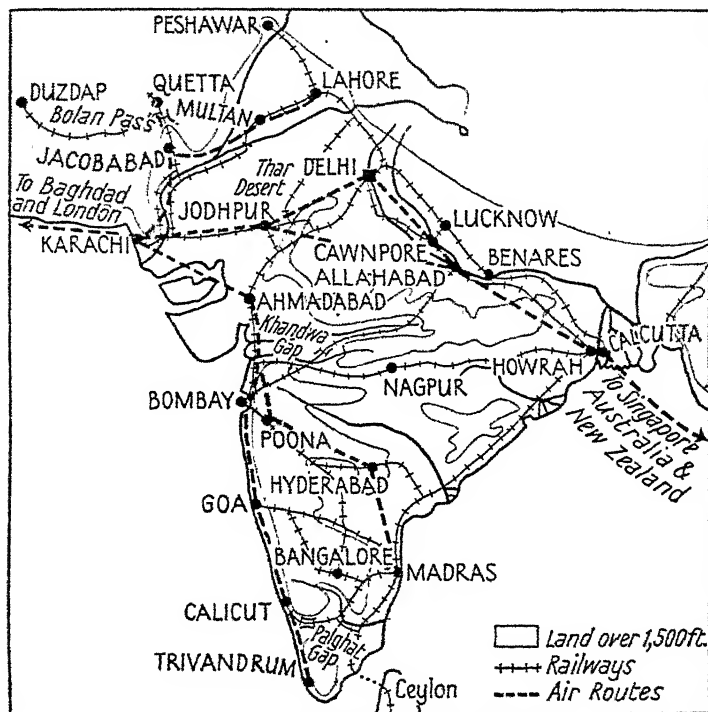 PESHAWAR
QUETTA
LAHORE
DUZDAP
MULTAN
Bolan Pass
JACOBABAD
Thar
Desert
DELHI
To Baghdad
and London
JODHPUR
LUCKNOW
KARACHI
CAWNPORE
BENARES
ALLAHABAD
AHMADABAD
Khandwa
Gap
CALCUTTA
HOWRAH
NAGPUR
BOMBAY
To Singapore
Australia &
New Zealand
POONA
HYDERABAD
GOA
BANGALORE
MADRAS
CALICUT
Palghat
Gap
TRIVANDRUM
Ceylon
Land over 1,500ft.
Railways
Air Routes